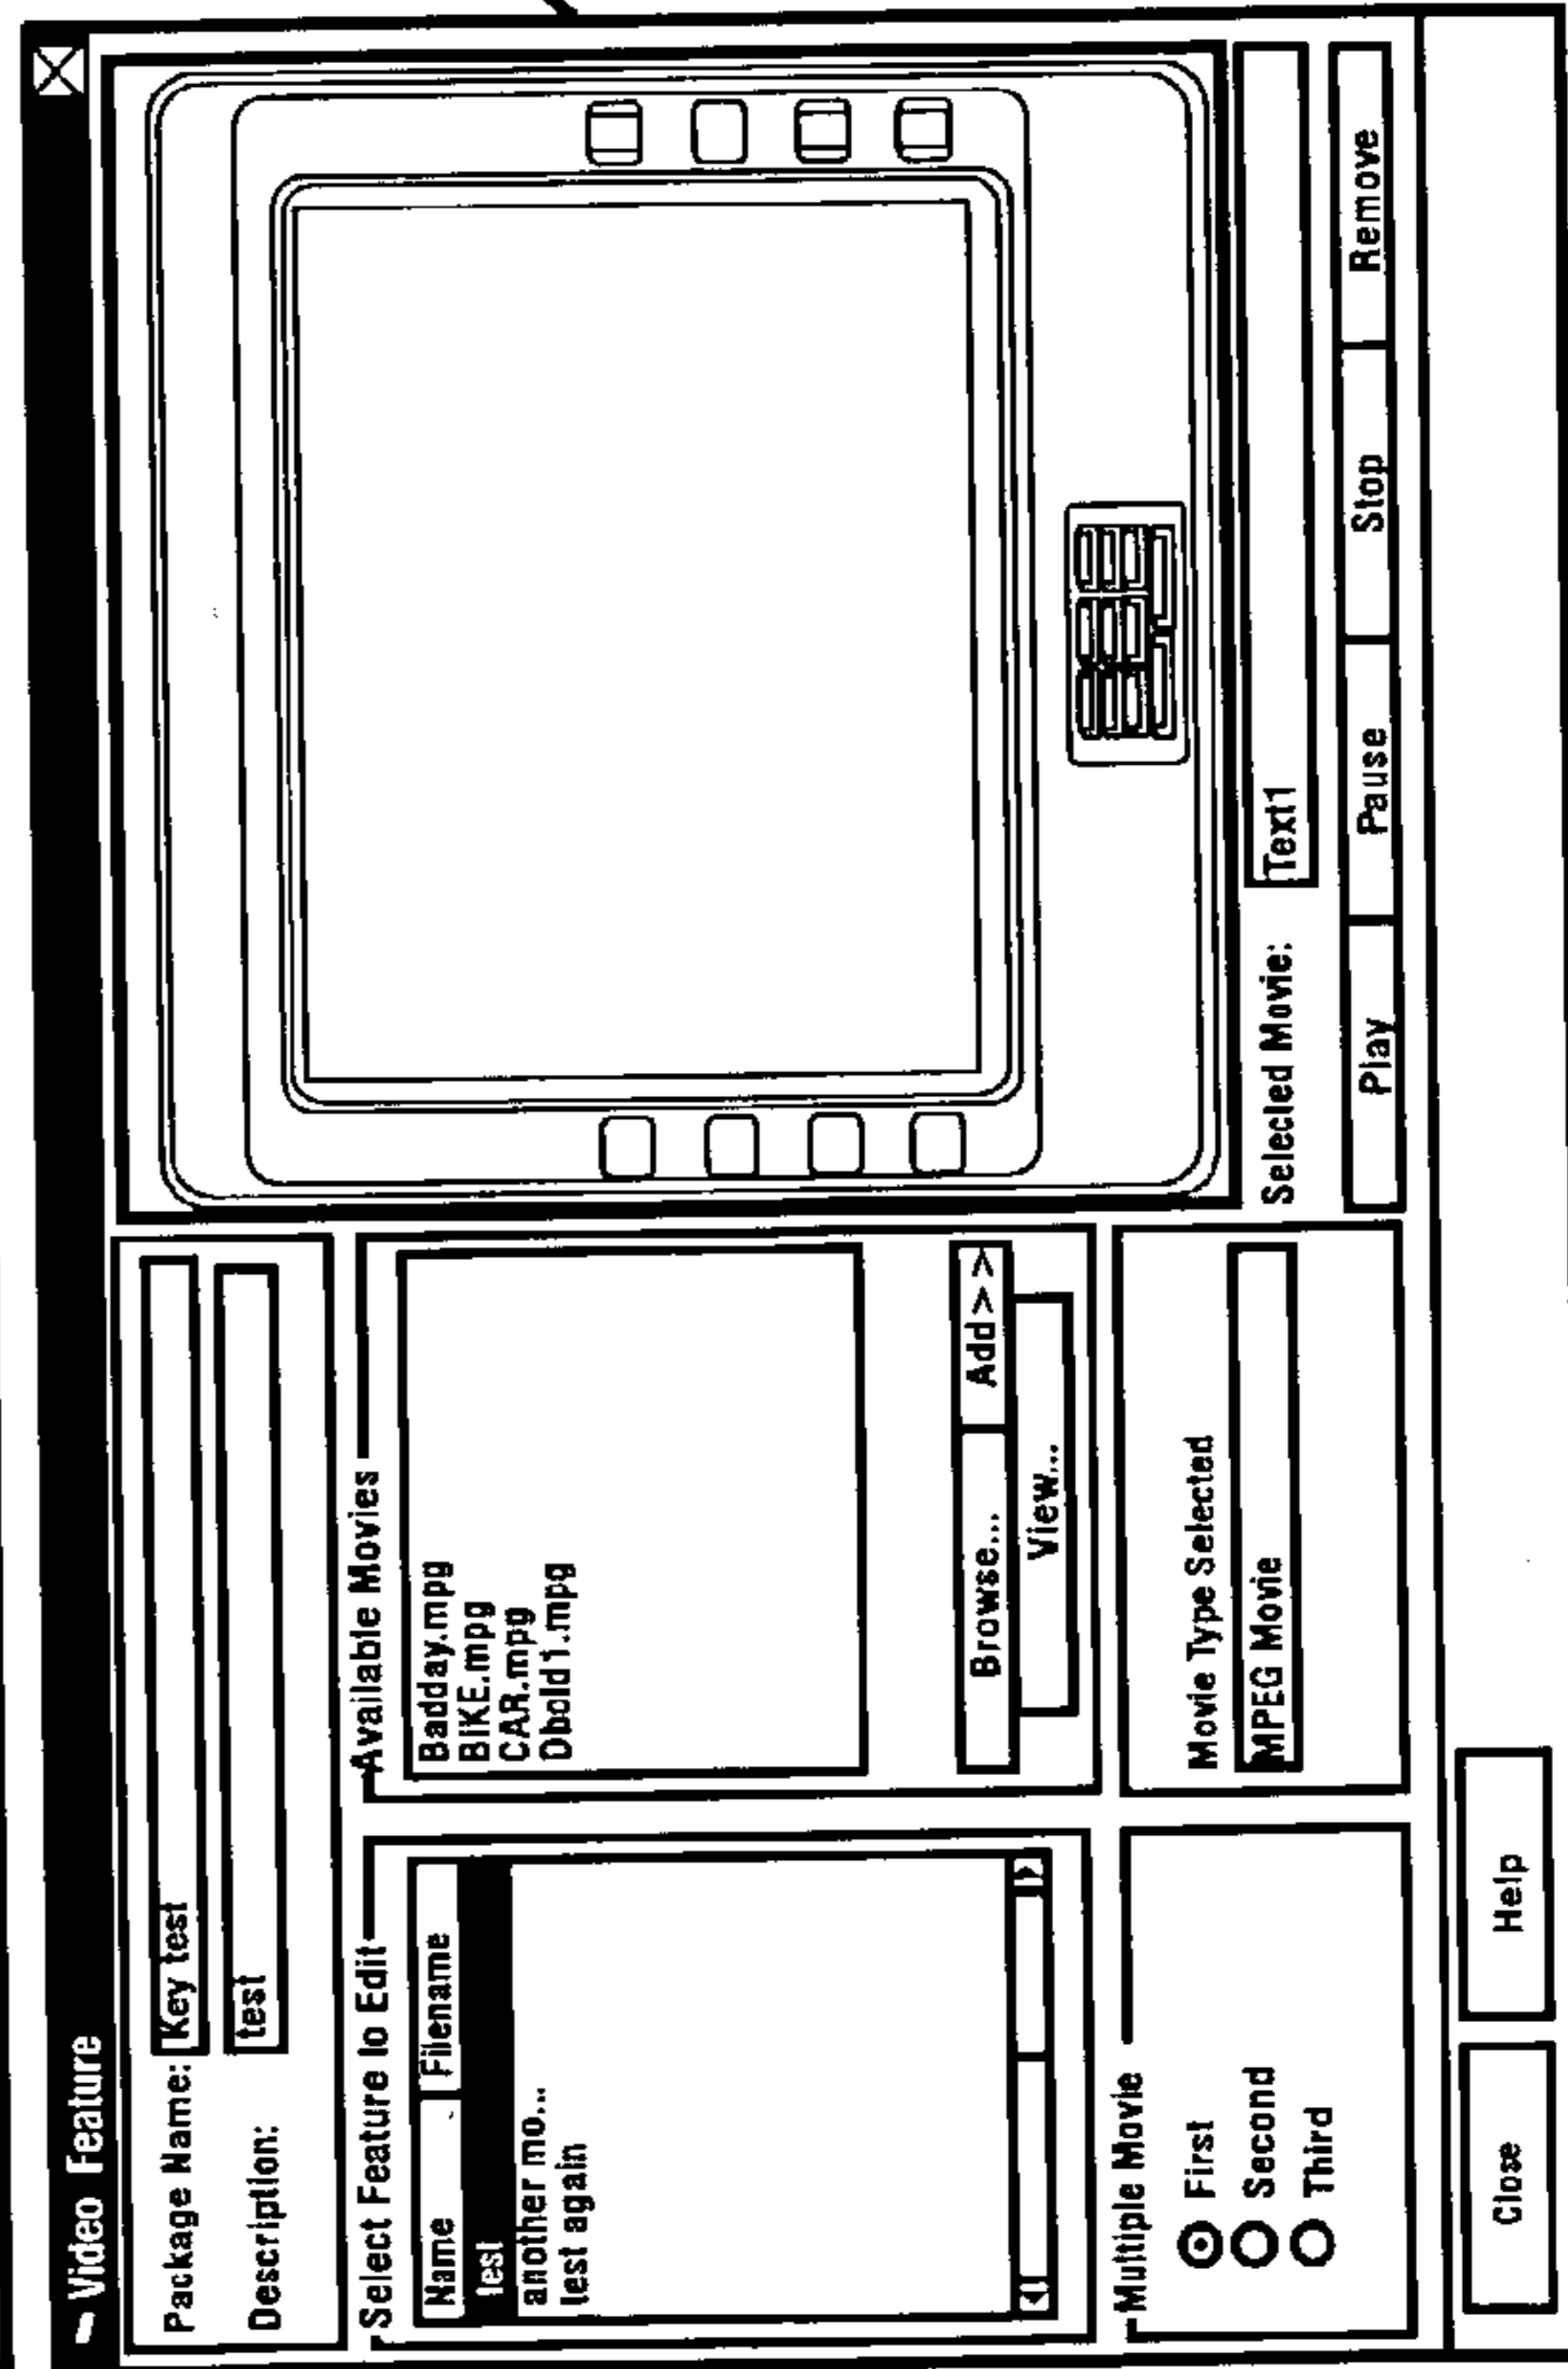 Video Feature
Package Name: Key test
Description: test
Select Feature to Edit
Name Filename
test
another mo...
test again
Available Movies
Badday.mpg
BIKE.mpg
CAR.mpg
Dbold1.mpg
Browse... Add>>
View...
Multiple Movie
First
Second
Third
Movie Type Selected
MPEG Movie
Selected Movie: Text1
Play Pause Stop Remove
Close Help